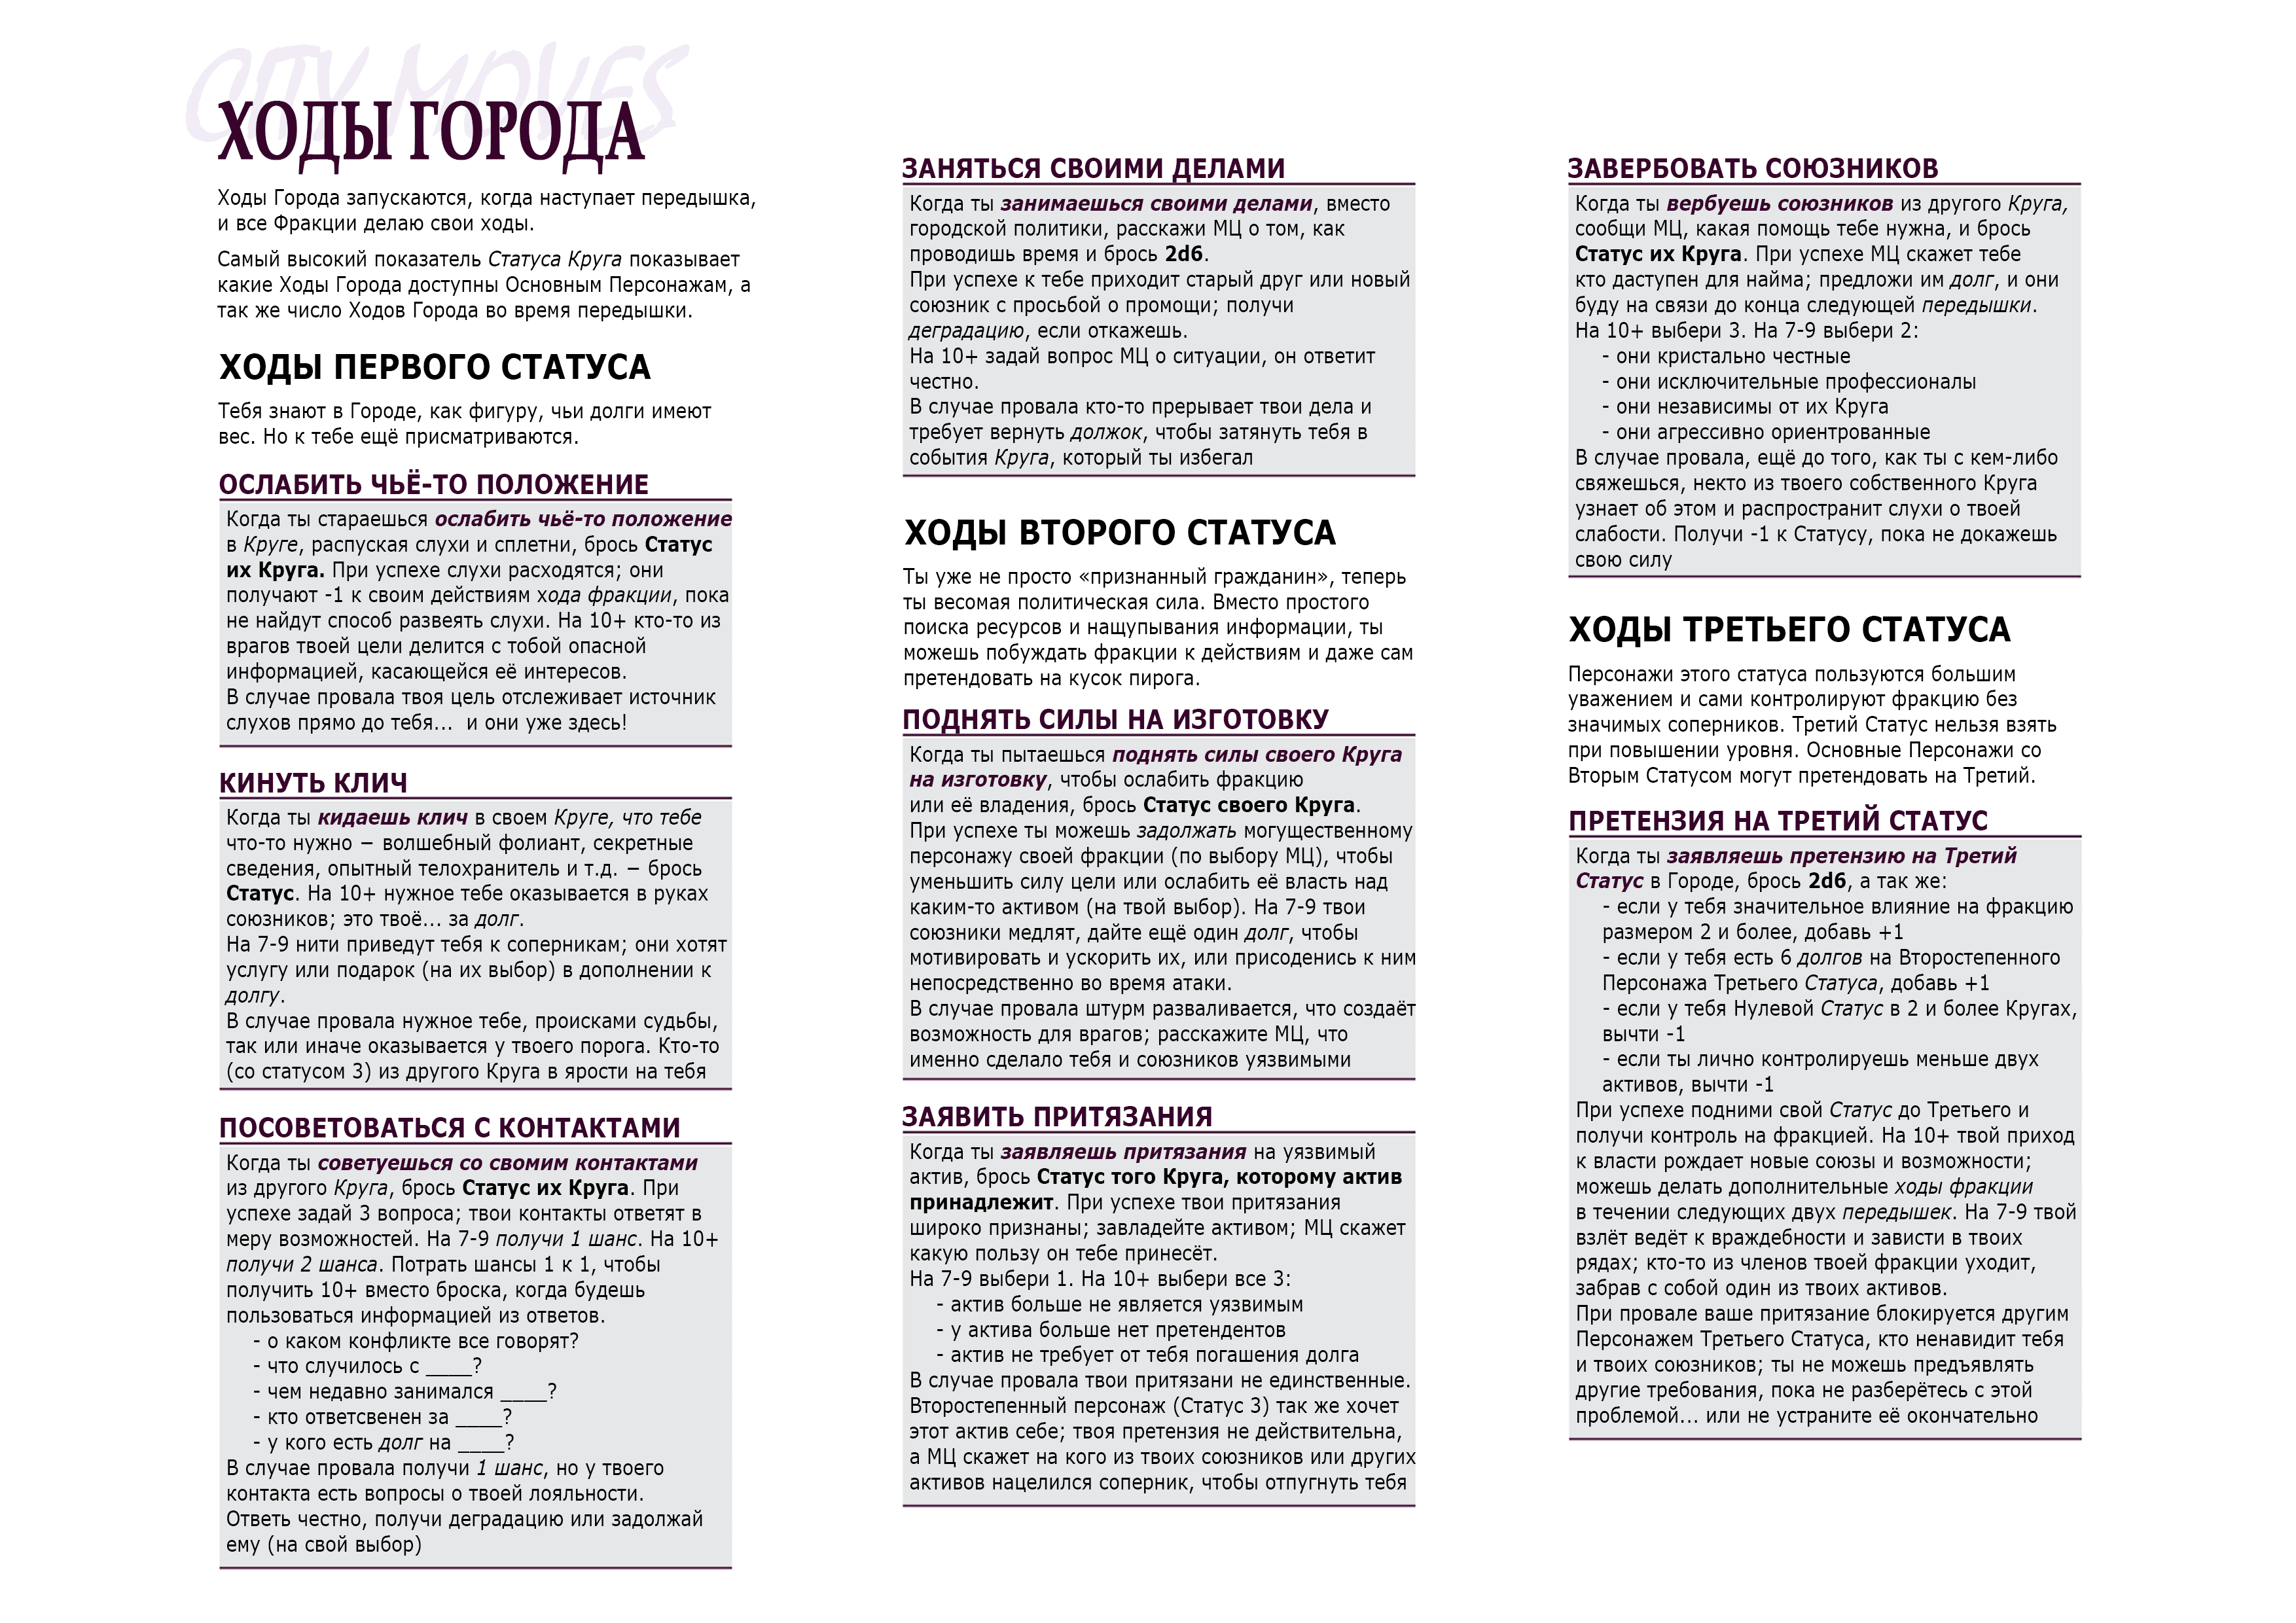 CITY MOVES
ХОДЫ ГОРОДА
Ходы Города запускаются, когда наступает передышка,
и все Фракции делаю свои ходы.
Самый высокий показатель Статуса Круга показывает
какие Ходы Города доступны Основным Персонажам, а
так же число Ходов Города во время передышки.
ХОДЫ ПЕРВОГО СТАТУСА
Тебя знают в Городе, как фигуру, чьи долги имеют
вес. Но к тебе ещё присматриваются.
ОСЛАБИТЬ ЧЬЁ-ТО ПОЛОЖЕНИЕ
Когда ты стараешься ослабить чьё-то положение
в Круге, распуская слухи и сплетни, брось Статус
их Круга. При успехе слухи расходятся; они
получают -1 к своим действиям хода фракции, пока
не найдут способ развеять слухи. На 10+ кто-то из
врагов твоей цели делится с тобой опасной
информацией, касающейся её интересов.
В случае провала твоя цель отслеживает источник
слухов прямо до тебя... и они уже здесь!
КИНУТЬ КЛИЧ
Когда ты кидаешь клич в своем Круге, что тебе
что-то нужно − волшебный фолиант, секретные
сведения, опытный телохранитель и т.д. − брось
Статус. На 10+ нужное тебе оказывается в руках
союзников; это твоё... за долг.
На 7-9 нити приведут тебя к соперникам; они хотят
услугу или подарок (на их выбор) в дополнении к
долгу.
В случае провала нужное тебе, происками судьбы,
так или иначе оказывается у твоего порога. Кто-то
(со статусом 3) из другого Круга в ярости на тебя
ПОСОВЕТОВАТЬСЯ С КОНТАКТАМИ
Когда ты советуешься со свомим контактами
из другого Круга, брось Статус их Круга. При
успехе задай 3 вопроса; твои контакты ответят в
меру возможностей. На 7-9 получи 1 шанс. На 10+
получи 2 шанса. Потрать шансы 1 к 1, чтобы
получить 10+ вместо броска, когда будешь
пользоваться информацией из ответов.
- о каком конфликте все говорят?
- что случилось с ____?
- чем недавно занимался ____?
- кто ответсвенен за ____?
- у кого есть долг на ____?
В случае провала получи 1 шанс, но у твоего
контакта есть вопросы о твоей лояльности.
Ответь честно, получи деградацию или задолжай
ему (на свой выбор)
ЗАНЯТЬСЯ СВОИМИ ДЕЛАМИ
Когда ты занимаешься своими делами, вместо
городской политики, расскажи МЦ о том, как
проводишь время и брось 2d6.
При успехе к тебе приходит старый друг или новый
союзник с просьбой о промощи; получи
деградацию, если откажешь.
На 10+ задай вопрос МЦ о ситуации, он ответит
честно.
В случае провала кто-то прерывает твои дела и
требует вернуть должок, чтобы затянуть тебя в
события Круга, который ты избегал
ХОДЫ ВТОРОГО СТАТУСА
Ты уже не просто «признанный гражданин», теперь
ты весомая политическая сила. Вместо простого
поиска ресурсов и нащупывания информации, ты
можешь побуждать фракции к действиям и даже сам
претендовать на кусок пирога.
ПОДНЯТЬ СИЛЫ НА ИЗГОТОВКУ
Когда ты пытаешься поднять силы своего Круга
на изготовку, чтобы ослабить фракцию
или её владения, брось Статус своего Круга.
При успехе ты можешь задолжать могущественному
персонажу своей фракции (по выбору МЦ), чтобы
уменьшить силу цели или ослабить её власть над
каким-то активом (на твой выбор). На 7-9 твои
союзники медлят, дайте ещё один долг, чтобы
мотивировать и ускорить их, или присоденись к ним
непосредственно во время атаки.
В случае провала штурм разваливается, что создаёт
возможность для врагов; расскажите МЦ, что
именно сделало тебя и союзников уязвимыми
ЗАЯВИТЬ ПРИТЯЗАНИЯ
Когда ты заявляешь притязания на уязвимый
актив, брось Статус того Круга, которому актив
принадлежит. При успехе твои притязания
широко признаны; завладейте активом; МЦ скажет
какую пользу он тебе принесёт.
На 7-9 выбери 1. На 10+ выбери все 3:
- актив больше не является уязвимым
- у актива больше нет претендентов
- актив не требует от тебя погашения долга
В случае провала твои притязани не единственные.
Второстепенный персонаж (Статус 3) так же хочет
этот актив себе; твоя претензия не действительна,
а МЦ скажет на кого из твоих союзников или других
активов нацелился соперник, чтобы отпугнуть тебя
ЗАВЕРБОВАТЬ СОЮЗНИКОВ
Когда ты вербуешь союзников из другого Круга,
сообщи МЦ, какая помощь тебе нужна, и брось
Статус их Круга. При успехе МЦ скажет тебе
кто доступен для найма; предложи им долг, и они
буду на связи до конца следующей передышки.
На 10+ выбери 3. На 7-9 выбери 2:
- они кристально честные
- они исключительные профессионалы
- они независимы от их Круга
- они агрессивно ориентрованные
В случае провала, ещё до того, как ты с кем-либо
свяжешься, некто из твоего собственного Круга
узнает об этом и распространит слухи о твоей
слабости. Получи -1 к Статусу, пока не докажешь
свою силу
ХОДЫ ТРЕТЬЕГО СТАТУСА
Персонажи этого статуса пользуются большим
уважением и сами контролируют фракцию без
значимых соперников. Третий Статус нельзя взять
при повышении уровня. Основные Персонажи со
Вторым Статусом могут претендовать на Третий.
ПРЕТЕНЗИЯ НА ТРЕТИЙ СТАТУС
Когда ты заявляешь претензию на Третий
Статус в Городе, брось 2d6, а так же:
- если у тебя значительное влияние на фракцию
размером 2 и более, добавь +1
- если у тебя есть 6 долгов на Второстепенного
Персонажа Третьего Статуса, добавь +1
- если у тебя Нулевой Статус в 2 и более Кругах,
вычти -1
- если ты лично контролируешь меньше двух
активов, вычти -1
При успехе подними свой Статус до Третьего и
получи контроль на фракцией. На 10+ твой приход
к власти рождает новые союзы и возможности;
можешь делать дополнительные ходы фракции
в течении следующих двух передышек. На 7-9 твой
взлёт ведёт к враждебности и зависти в твоих
рядах; кто-то из членов твоей фракции уходит,
забрав с собой один из твоих активов.
При провале ваше притязание блокируется другим
Персонажем Третьего Статуса, кто ненавидит тебя
и твоих союзников; ты не можешь предъявлять
другие требования, пока не разберётесь с этой
проблемой... или не устраните её окончательно